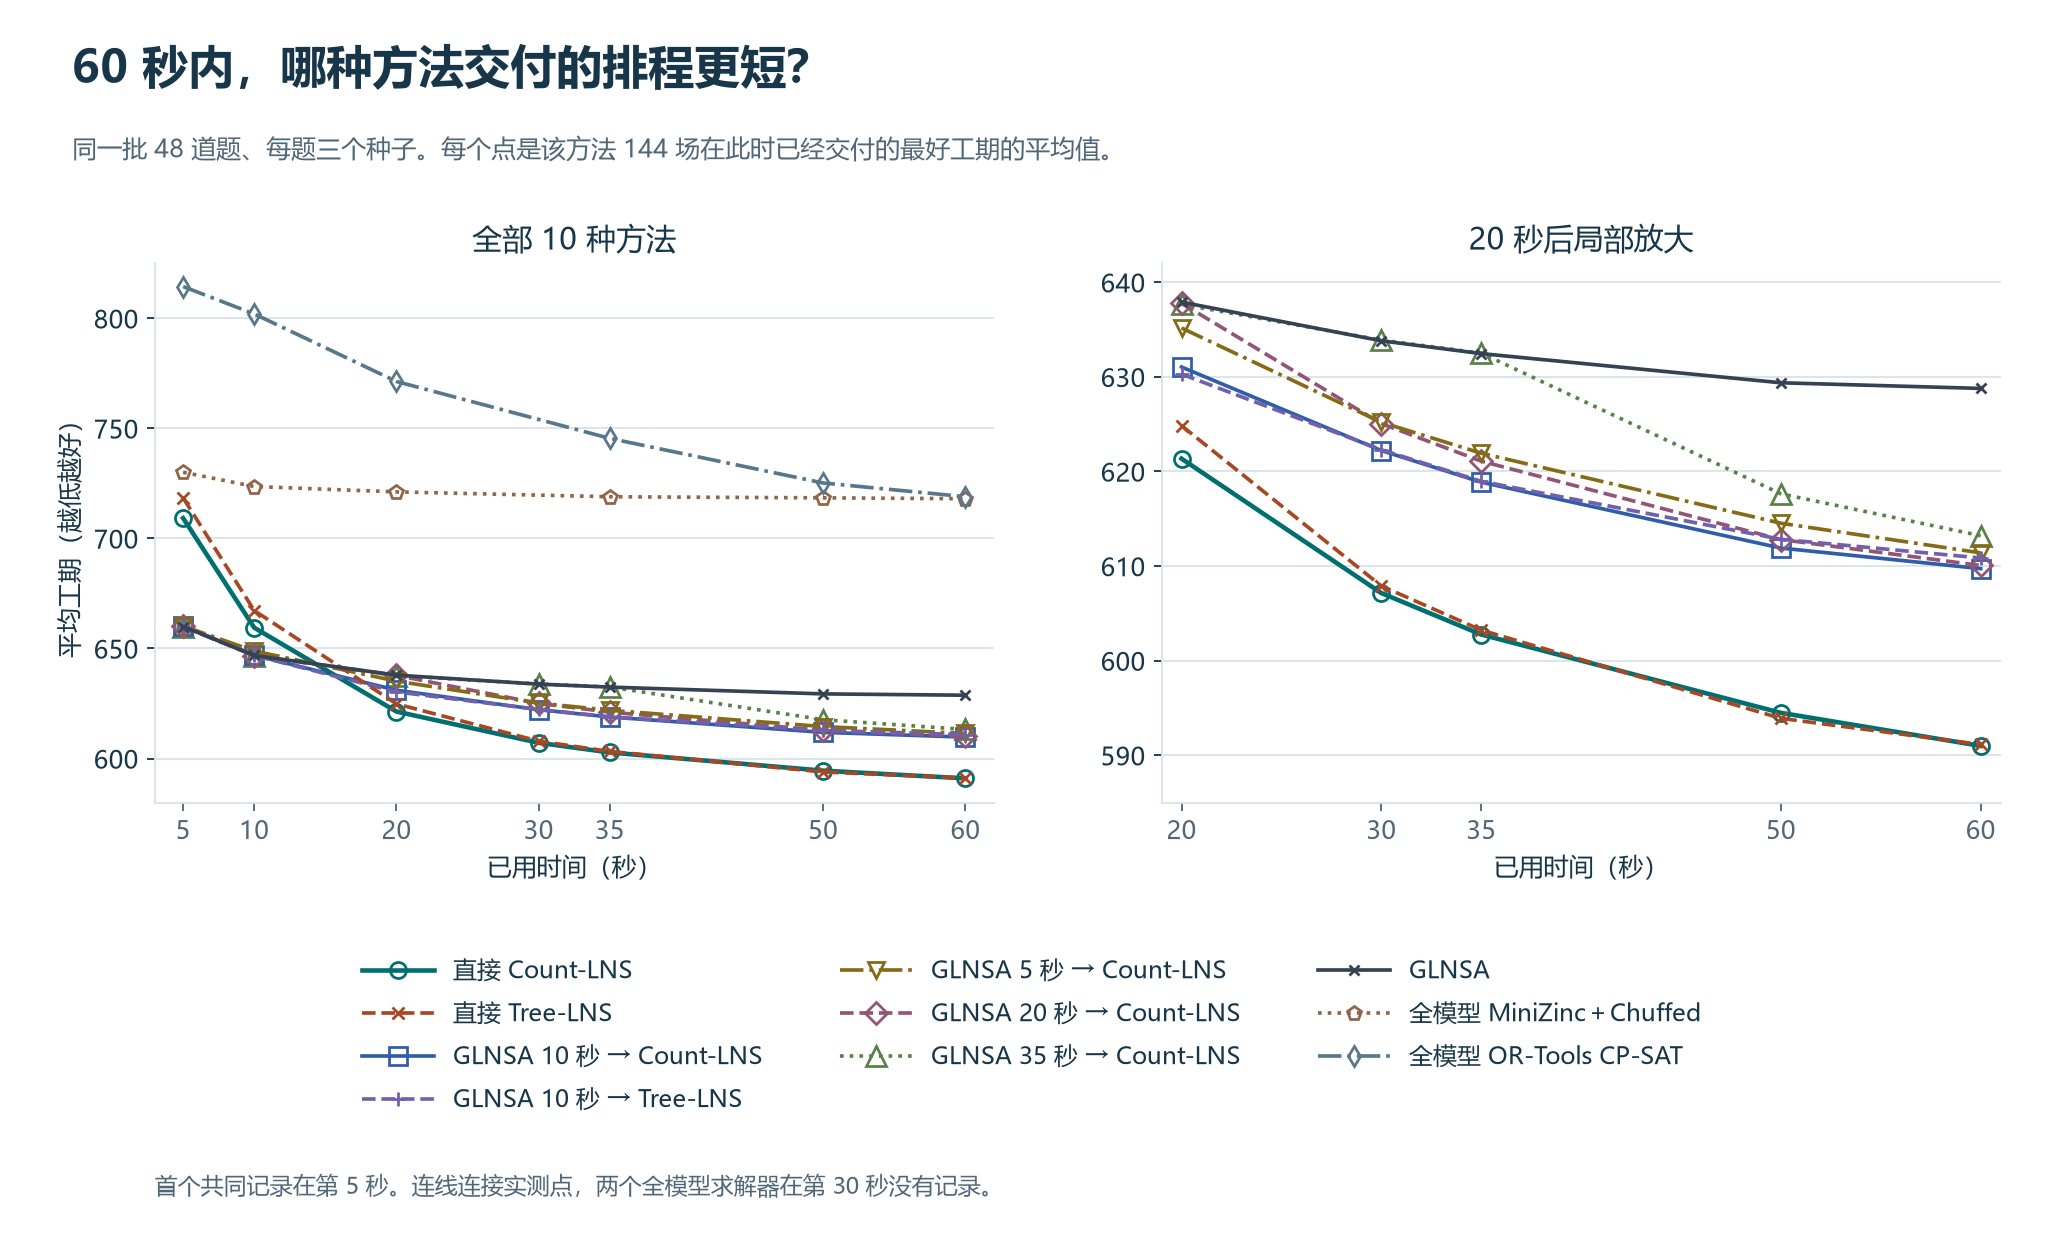 60 秒内，哪种方法交付的排程更短？
同一批 48 道题、每题三个种子。每个点是该方法 144 场在此时已经交付的最好工期的平均值。
全部 10 种方法
平均工期（越低越好）
800
750
700
650
600
5 10 20 30 35 50 60
已用时间（秒）
20 秒后局部放大
640
630
620
610
600
590
20 30 35 50 60
已用时间（秒）
直接 Count-LNS
直接 Tree-LNS
GLNSA 10 秒 → Count-LNS
GLNSA 10 秒 → Tree-LNS
GLNSA 5 秒 → Count-LNS
GLNSA 20 秒 → Count-LNS
GLNSA 35 秒 → Count-LNS
GLNSA
全模型 MiniZinc + Chuffed
全模型 OR-Tools CP-SAT
首个共同记录在第 5 秒。连线连接实测点，两个全模型求解器在第 30 秒没有记录。